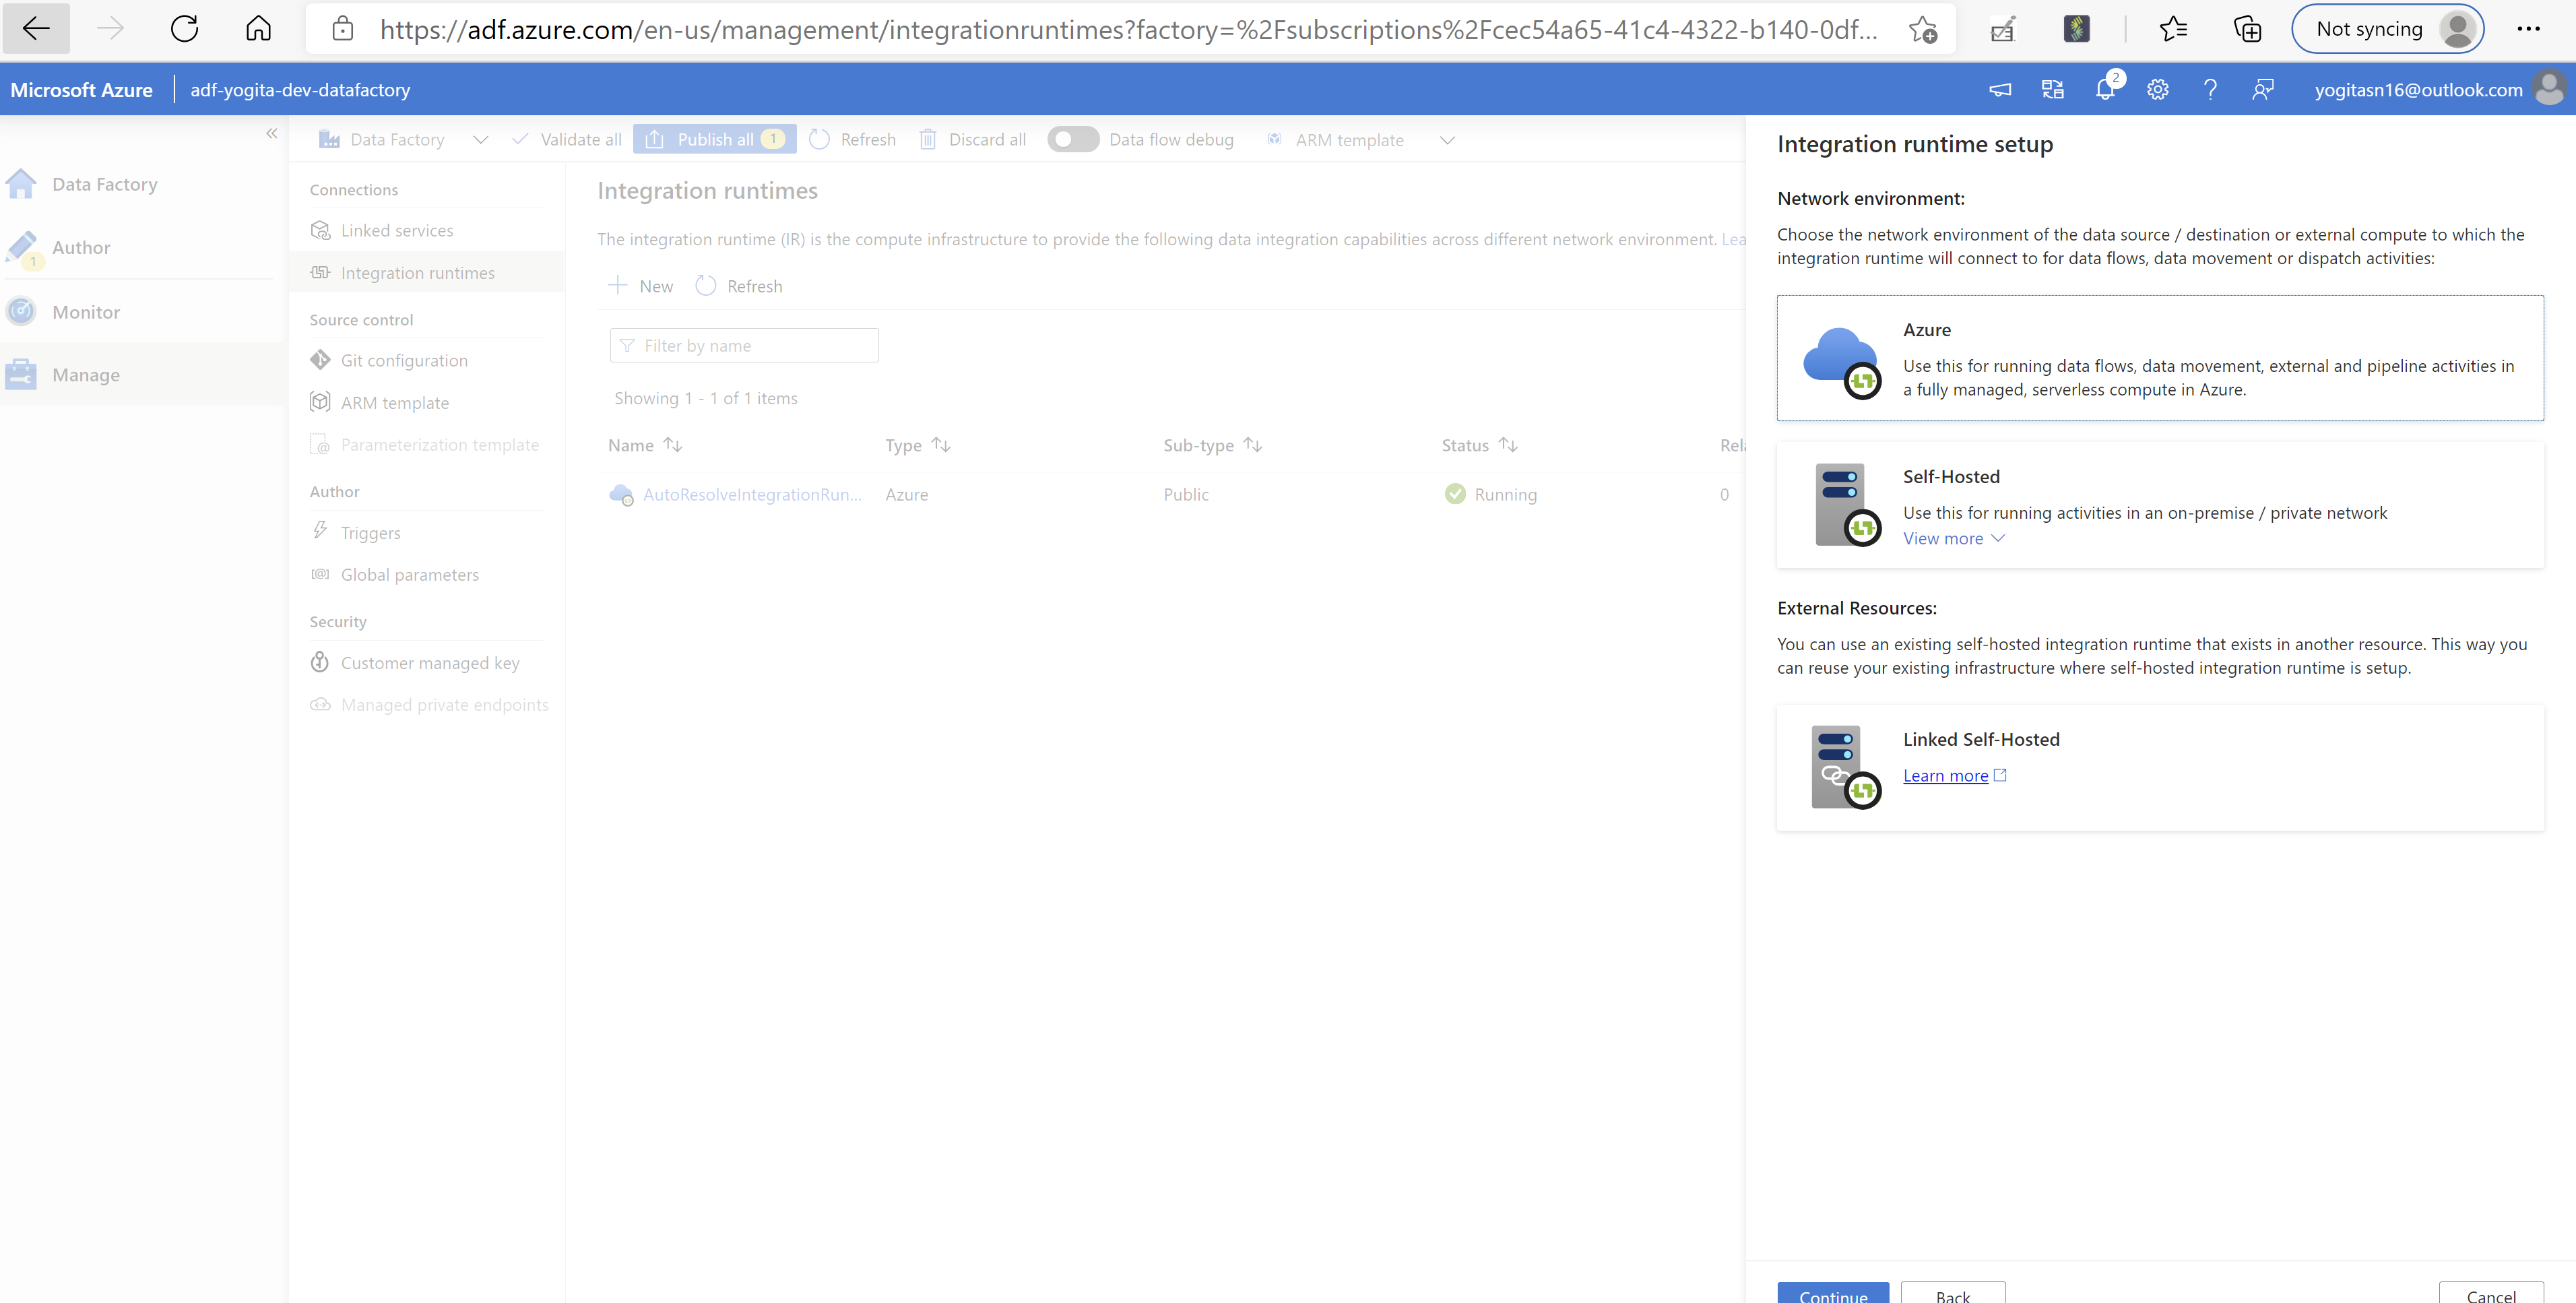 https://adf.azure.com/en-us/management/integrationruntimes?factory=%2Fsubscriptions%2Fcec54a65-41c4-4322-b140-0df...
Not syncing
Microsoft Azure
adf-yogita-dev-datafactory
2
yogitasn16@outlook.com
Data Factory
Author
1
Monitor
Manage
Data Factory
Validate all
Publish all
1
Refresh
Discard all
Data flow debug
ARM template
Connections
Linked services
Integration runtimes
Source control
Git configuration
ARM template
Parameterization template
Author
Triggers
Global parameters
Security
Customer managed key
Managed private endpoints
Integration runtimes
The integration runtime (IR) is the compute infrastructure to provide the following data integration capabilities across different network environment. Lea
New
Refresh
Filter by name
Showing 1 - 1 of 1 items
Name
Type
Sub-type
Status
Rela
AutoResolveIntegrationRun...
Azure
Public
Running
0
Integration runtime setup
Network environment:
Choose the network environment of the data source / destination or external compute to which the
integration runtime will connect to for data flows, data movement or dispatch activities:
Azure
Use this for running data flows, data movement, external and pipeline activities in
a fully managed, serverless compute in Azure.
Self-Hosted
Use this for running activities in an on-premise / private network
View more
External Resources:
You can use an existing self-hosted integration runtime that exists in another resource. This way you
can reuse your existing infrastructure where self-hosted integration runtime is setup.
Linked Self-Hosted
Learn more
Continue
Back
Cancel